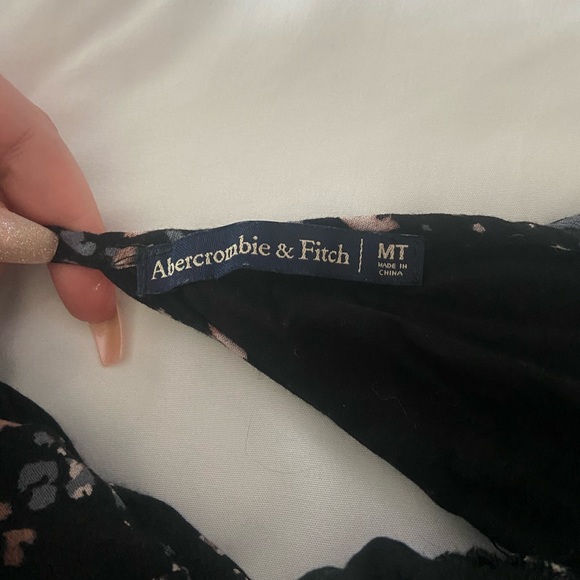 Abercrombie & Fitch | MT
MADE IN
CHINA